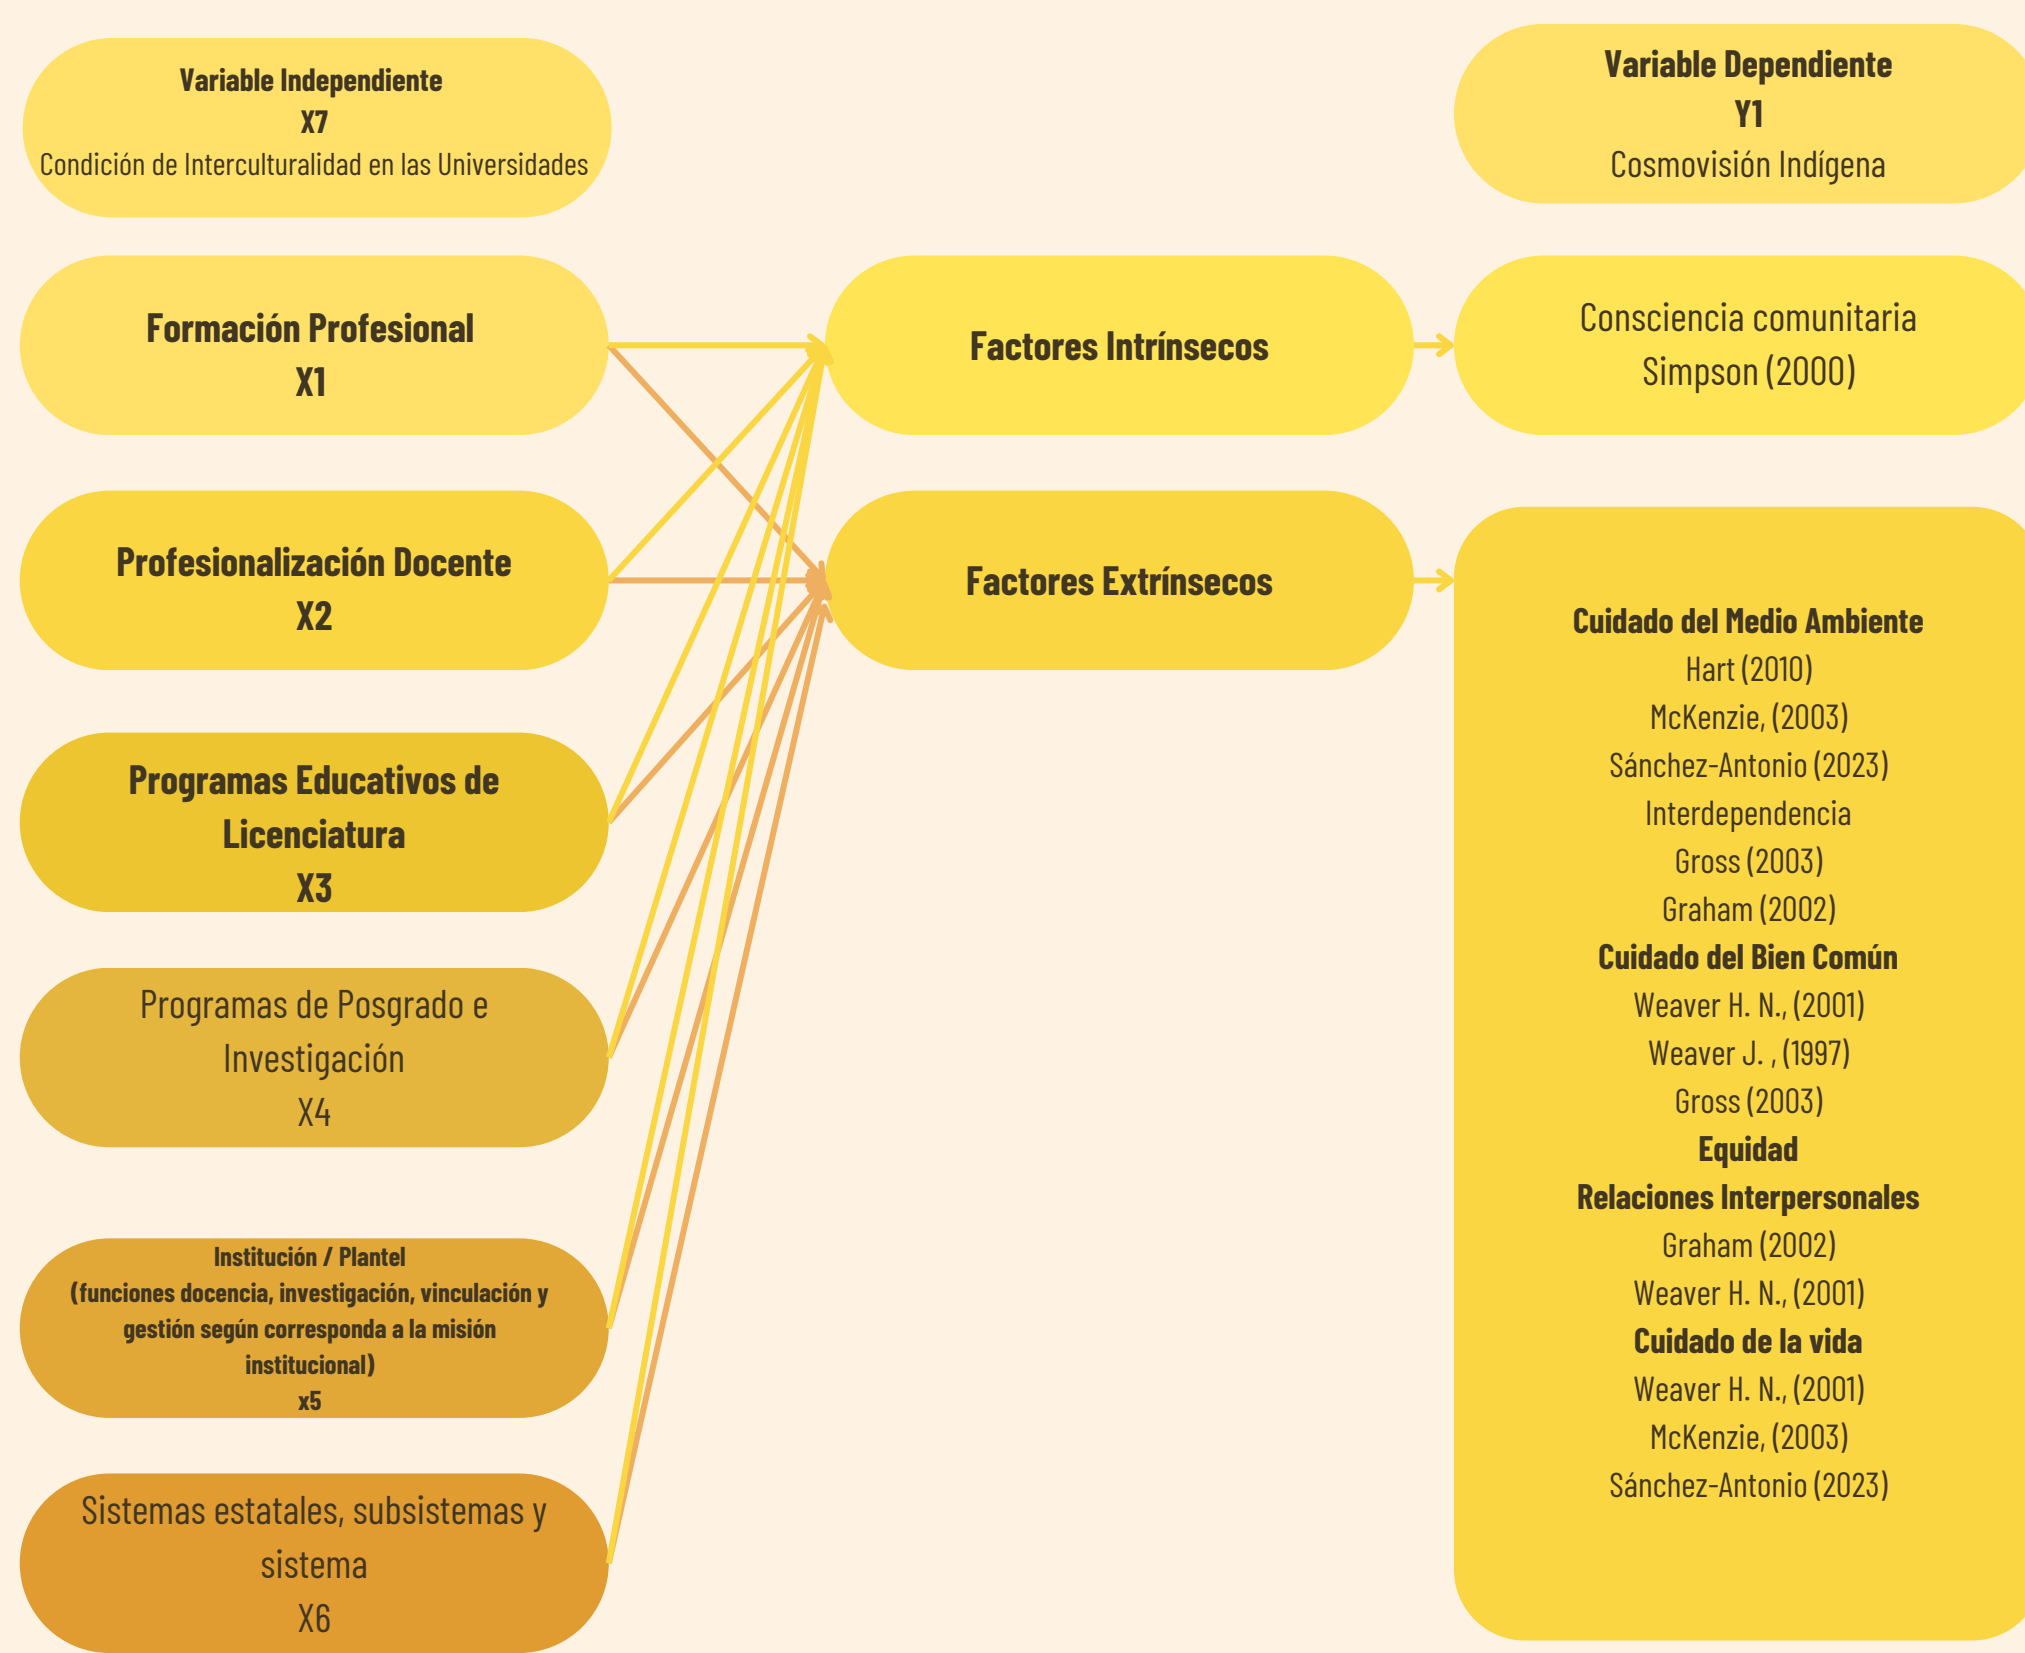 Variable Independiente
X7
Condición de Interculturalidad en las Universidades
Formación Profesional
X1
Profesionalización Docente
X2
Programas Educativos de
Licenciatura
X3
Programas de Posgrado e
Investigación
X4
Institución / Plantel
(funciones docencia, investigación, vinculación y
gestión según corresponda a la misión
institucional)
x5
Sistemas estatales, subsistemas y
sistema
X6
Factores Intrínsecos
Factores Extrínsecos
Variable Dependiente
Y1
Cosmovisión Indígena
Consciencia comunitaria
Simpson (2000)
Cuidado del Medio Ambiente
Hart (2010)
McKenzie, (2003)
Sánchez-Antonio (2023)
Interdependencia
Gross (2003)
Graham (2002)
Cuidado del Bien Común
Weaver H. N., (2001)
Weaver J. , (1997)
Gross (2003)
Equidad
Relaciones Interpersonales
Graham (2002)
Weaver H. N., (2001)
Cuidado de la vida
Weaver H. N., (2001)
McKenzie, (2003)
Sánchez-Antonio (2023)